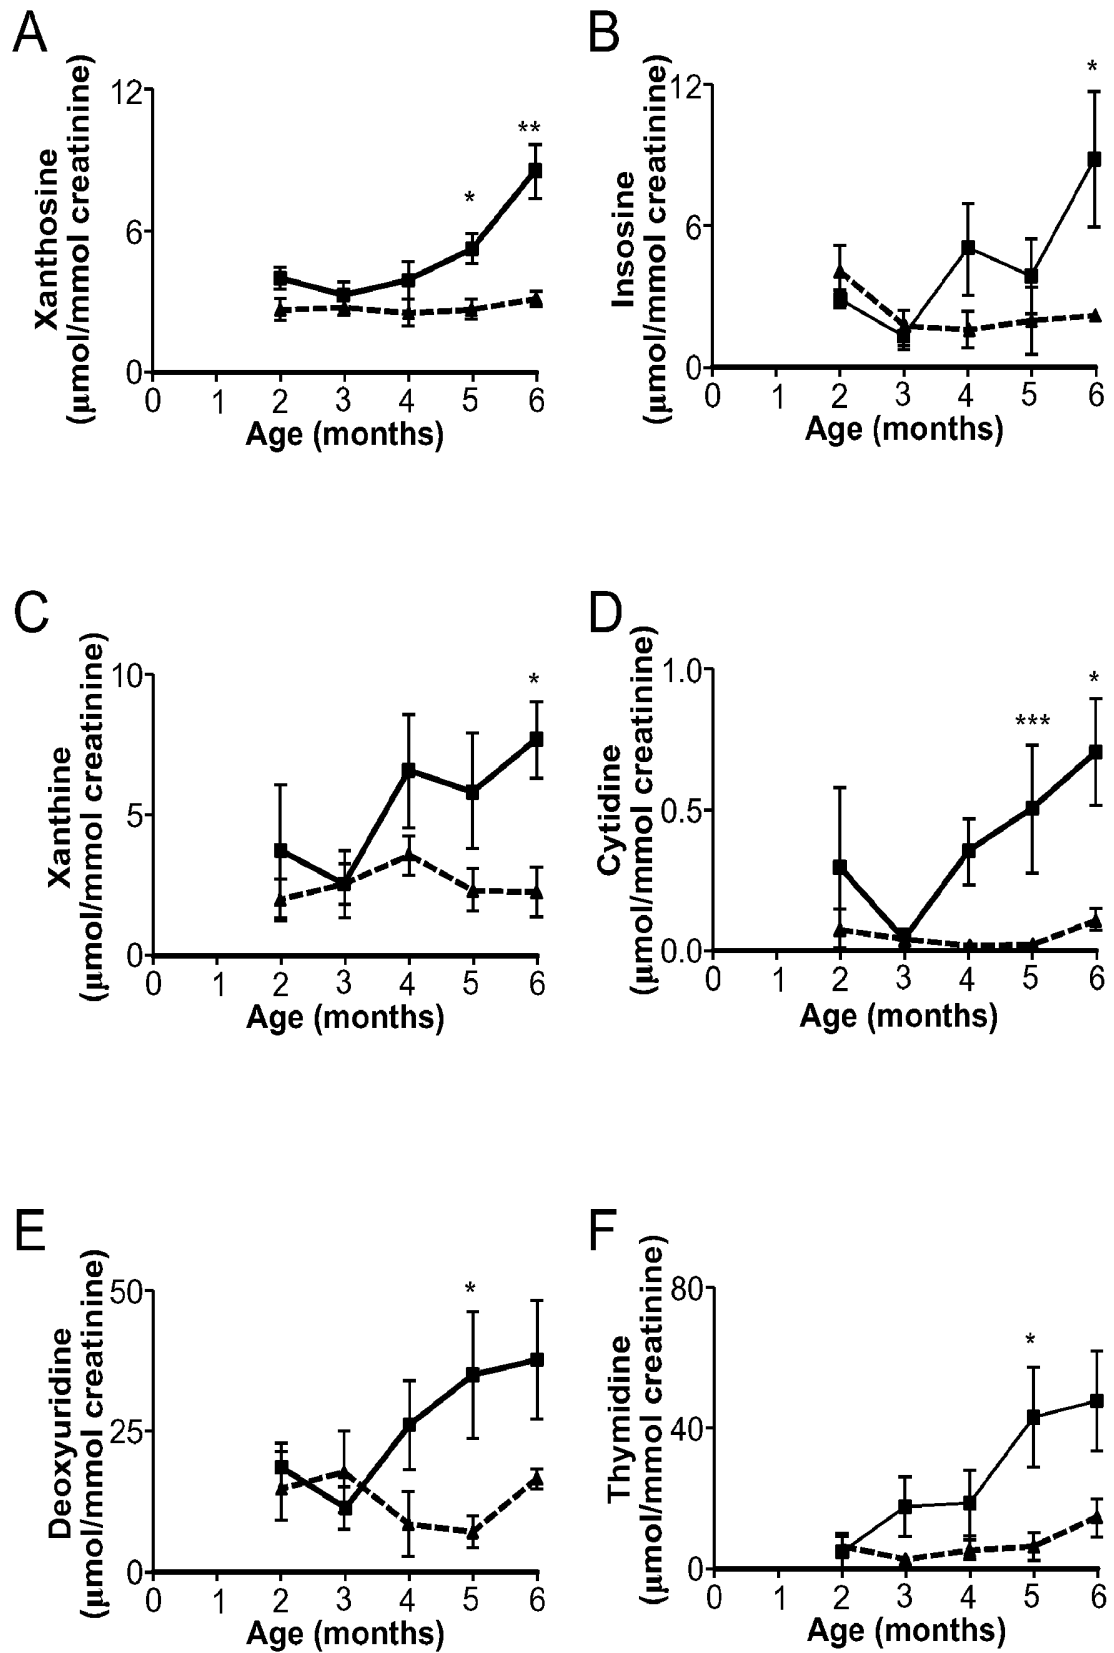 A
Xanthosine
(µmol/mmol creatinine)
12
6
0
**
*
0 1 2 3 4 5 6
Age (months)
B
Insosine
(µmol/mmol creatinine)
12
6
0
*
0 1 2 3 4 5 6
Age (months)
C
Xanthine
(µmol/mmol creatinine)
10
5
0
*
0 1 2 3 4 5 6
Age (months)
D
Cytidine
(µmol/mmol creatinine)
1.0
0.5
0.0
*
***
0 1 2 3 4 5 6
Age (months)
E
Deoxyuridine
(µmol/mmol creatinine)
50
25
0
*
0 1 2 3 4 5 6
Age (months)
F
Thymidine
(µmol/mmol creatinine)
80
40
0
*
0 1 2 3 4 5 6
Age (months)